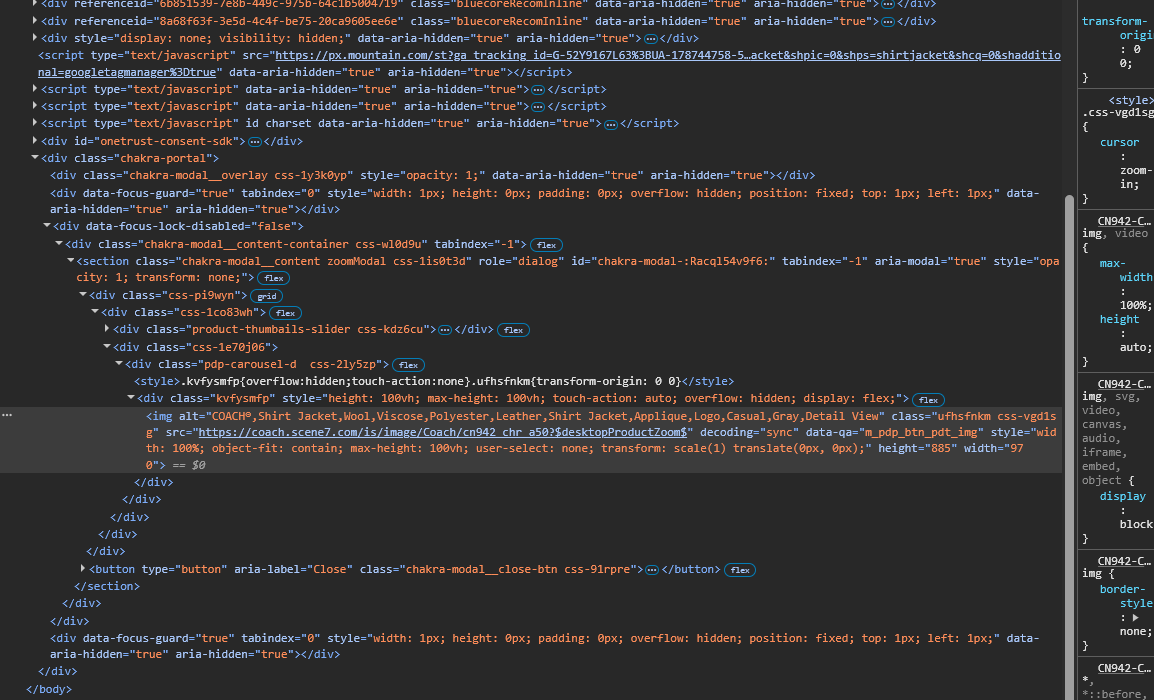 <div referenceid="6b851539-7e8b-449c-975b-64c1b5004719" class="bluecoreRecomInline" data-aria-hidden="true" aria-hidden="true">…</div>
<div referenceid="8a68f63f-3e5d-4c4f-be75-20ca9605ee6e" class="bluecoreRecomInline" data-aria-hidden="true" aria-hidden="true">…</div>
<div style="display: none; visibility: hidden;" data-aria-hidden="true" aria-hidden="true">…</div>
<script type="text/javascript" src="https://px.mountain.com/st?ga_tracking_id=G-52Y9167L63%3BUA-178744758-5…acket&shpic=0&shps=shirtjacket&shcq=0&shadditio
nal=googletagmanager%3Dtrue" data-aria-hidden="true" aria-hidden="true"></script>
<script type="text/javascript" data-aria-hidden="true" aria-hidden="true">…</script>
<script type="text/javascript" data-aria-hidden="true" aria-hidden="true">…</script>
<script type="text/javascript" id charset data-aria-hidden="true" aria-hidden="true">…</script>
<div id="onetrust-consent-sdk">…</div>
<div class="chakra-portal">
<div class="chakra-modal__overlay css-1y3k0yp" style="opacity: 1;" data-aria-hidden="true" aria-hidden="true"></div>
<div data-focus-guard="true" tabindex="0" style="width: 1px; height: 0px; padding: 0px; overflow: hidden; position: fixed; top: 1px; left: 1px;" data-
aria-hidden="true" aria-hidden="true"></div>
<div data-focus-lock-disabled="false">
<div class="chakra-modal__content-container css-wl0d9u" tabindex="-1"> flex
<section class="chakra-modal__content zoomModal css-1is0t3d" role="dialog" id="chakra-modal-:Racql54v9f6:" tabindex="-1" aria-modal="true" style="opa
city: 1; transform: none;"> flex
<div class="css-pi9wyn"> grid
<div class="css-1co83wh"> flex
<div class="product-thumbails-slider css-kdz6cu">…</div> flex
<div class="css-1e70j06">
<div class="pdp-carousel-d  css-2ly5zp"> flex
<style>.kvfysmfp{overflow:hidden;touch-action:none}.ufhsfnkm{transform-origin: 0 0}</style>
<div class="kvfysmfp" style="height: 100vh; max-height: 100vh; touch-action: auto; overflow: hidden; display: flex;"> flex
<img alt="COACH®,Shirt Jacket,Wool,Viscose,Polyester,Leather,Shirt Jacket,Applique,Logo,Casual,Gray,Detail View" class="ufhsfnkm css-vgd1s
g" src="https://coach.scene7.com/is/image/Coach/cn942_chr_a50?$desktopProductZoom$" decoding="sync" data-qa="m_pdp_btn_pdt_img" style="wid
th: 100%; object-fit: contain; max-height: 100vh; user-select: none; transform: scale(1) translate(0px, 0px);" height="885" width="97
0"> == $0
</div>
</div>
</div>
</div>
</div>
<button type="button" aria-label="Close" class="chakra-modal__close-btn css-91rpre">…</button> flex
</section>
</div>
</div>
<div data-focus-guard="true" tabindex="0" style="width: 1px; height: 0px; padding: 0px; overflow: hidden; position: fixed; top: 1px; left: 1px;" data-
aria-hidden="true" aria-hidden="true"></div>
</div>
</body>
transform-
origi
: 0
0;
}
<style>
.css-vgd1sg
{
cursor
:
zoom-
in;
}
CN942-C…
img, video
{
max-
width
:
100%;
height
:
auto;
}
CN942-C…
img, svg,
video,
canvas,
audio,
iframe,
embed,
object {
display
:
block
}
CN942-C…
img {
border-
style
:
none;
}
CN942-C…
*,
*::before,